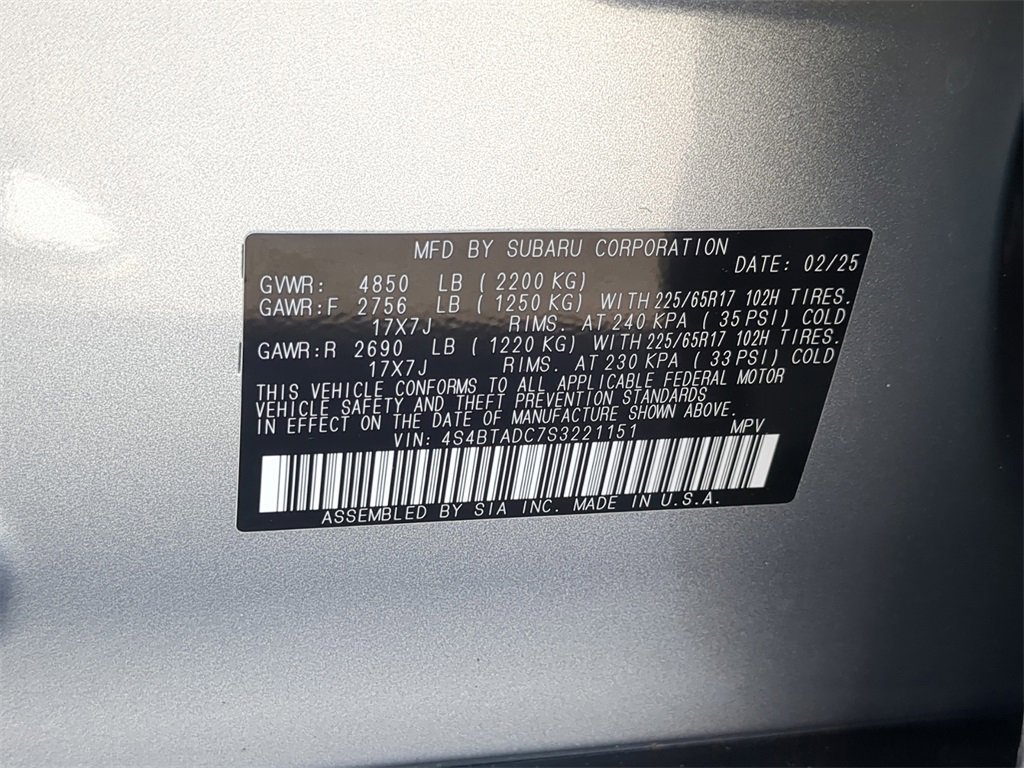 MFD BY SUBARU CORPORATION
DATE: 02/25
GVWR: 4850 LB (2200 KG)
GAWR:F 2756 LB (1250 KG) WITH 225/65R17 102H TIRES.
17X7J RIMS. AT 240 KPA (35 PSI) COLD
GAWR:R 2690 LB (1220 KG) WITH 225/65R17 102H TIRES.
17X7J RIMS. AT 230 KPA (33 PSI) COLD
THIS VEHICLE CONFORMS TO ALL APPLICABLE FEDERAL MOTOR
VEHICLE SAFETY AND THEFT PREVENTION STANDARDS
IN EFFECT ON THE DATE OF MANUFACTURE SHOWN ABOVE.
VIN: 4S4BTADC7S3221151 MPV
ASSEMBLED BY SIA INC. MADE IN U.S.A.